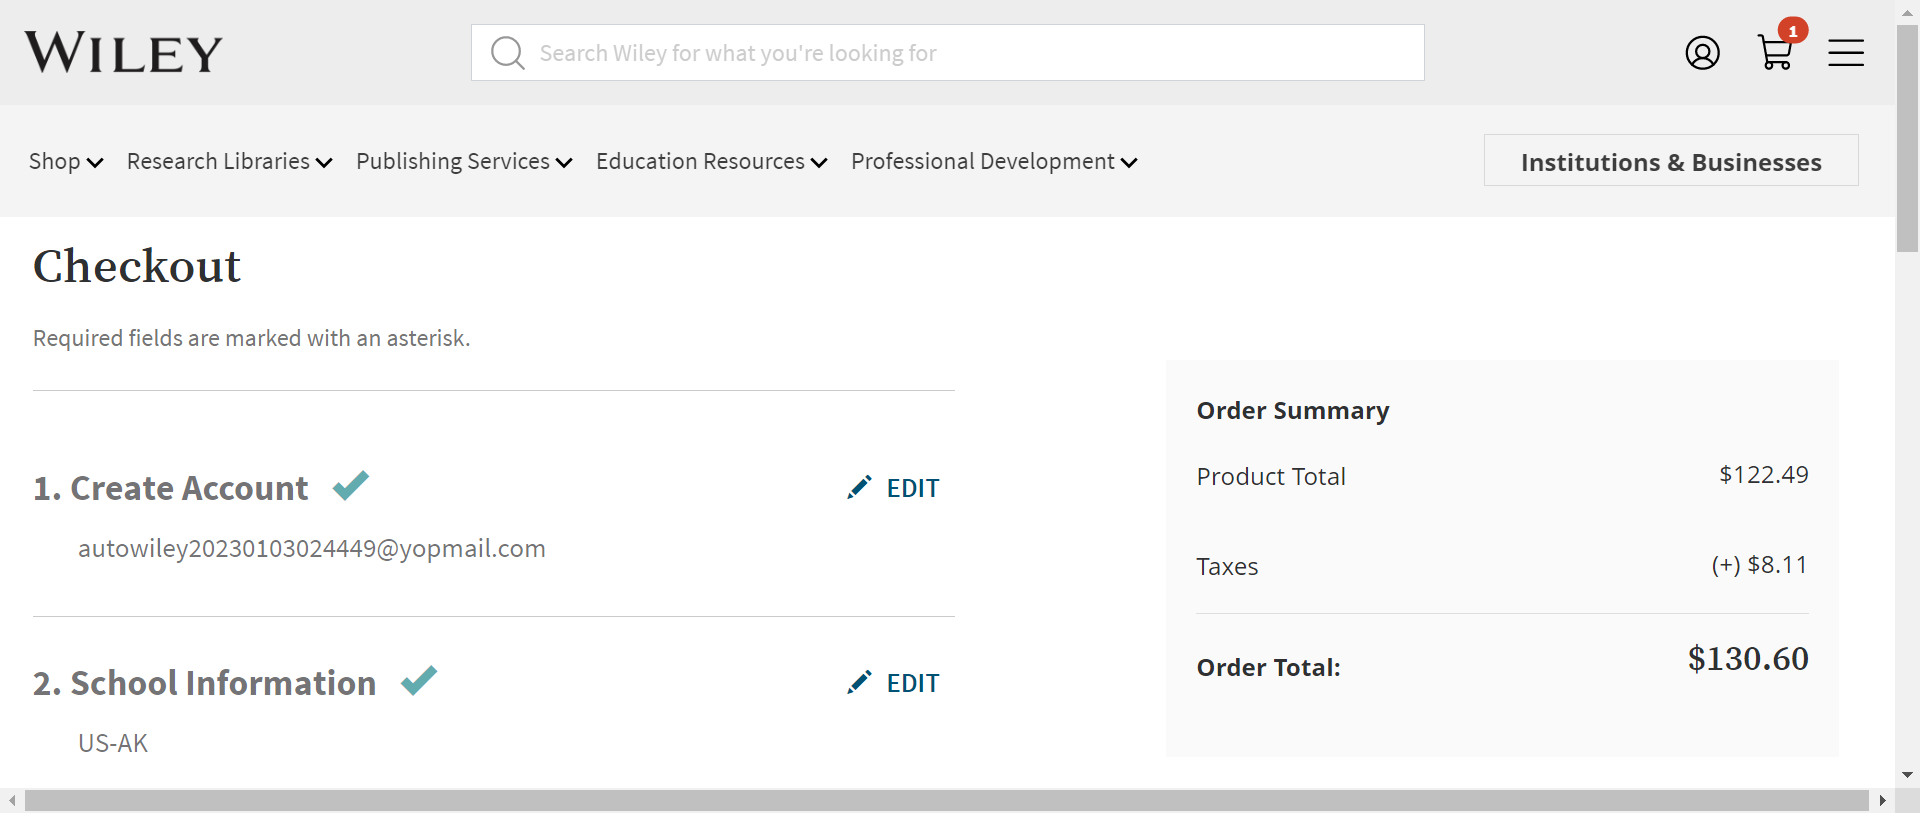 WILEY
Search Wiley for what you're looking for
1
Shop Research Libraries Publishing Services Education Resources Professional Development
Institutions & Businesses
Checkout
Required fields are marked with an asterisk.
1. Create Account EDIT
autowiley20230103024449@yopmail.com
2. School Information EDIT
US-AK
Order Summary
Product Total $122.49
Taxes (+) $8.11
Order Total: $130.60